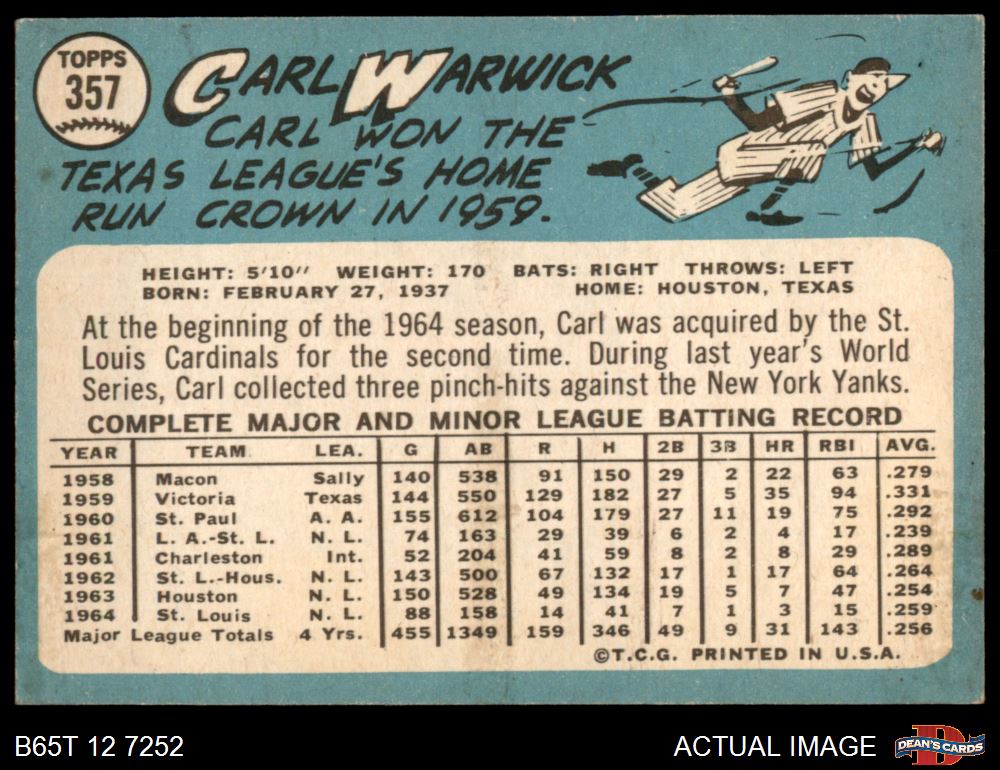 TOPPS
357
CARL WARWICK
CARL WON THE
TEXAS LEAGUE'S HOME
RUN CROWN IN 1959.
HEIGHT: 5'10" WEIGHT: 170 BATS: RIGHT THROWS: LEFT
BORN: FEBRUARY 27, 1937 HOME: HOUSTON, TEXAS
At the beginning of the 1964 season, Carl was acquired by the St.
Louis Cardinals for the second time. During last year's World
Series, Carl collected three pinch-hits against the New York Yanks.
COMPLETE MAJOR AND MINOR LEAGUE BATTING RECORD
YEAR TEAM LEA. G AB R H 2B 3B HR RBI AVG.
1958 Macon Sally 140 538 91 150 29 2 22 63 .279
1959 Victoria Texas 144 550 129 182 27 5 35 94 .331
1960 St. Paul A. A. 155 612 104 179 27 11 19 75 .292
1961 L. A.-St. L. N. L. 74 163 29 39 6 2 4 17 .239
1961 Charleston Int. 52 204 41 59 8 2 8 29 .289
1962 St. L.-Hous. N. L. 143 500 67 132 17 1 17 64 .264
1963 Houston N. L. 150 528 49 134 19 5 7 47 .254
1964 St. Louis N. L. 88 158 14 41 7 1 3 15 .259
Major League Totals 4 Yrs. 455 1349 159 346 49 9 31 143 .256
©T.C.G. PRINTED IN U.S.A.
B65T 12 7252 ACTUAL IMAGE
D
DEAN'S CARDS